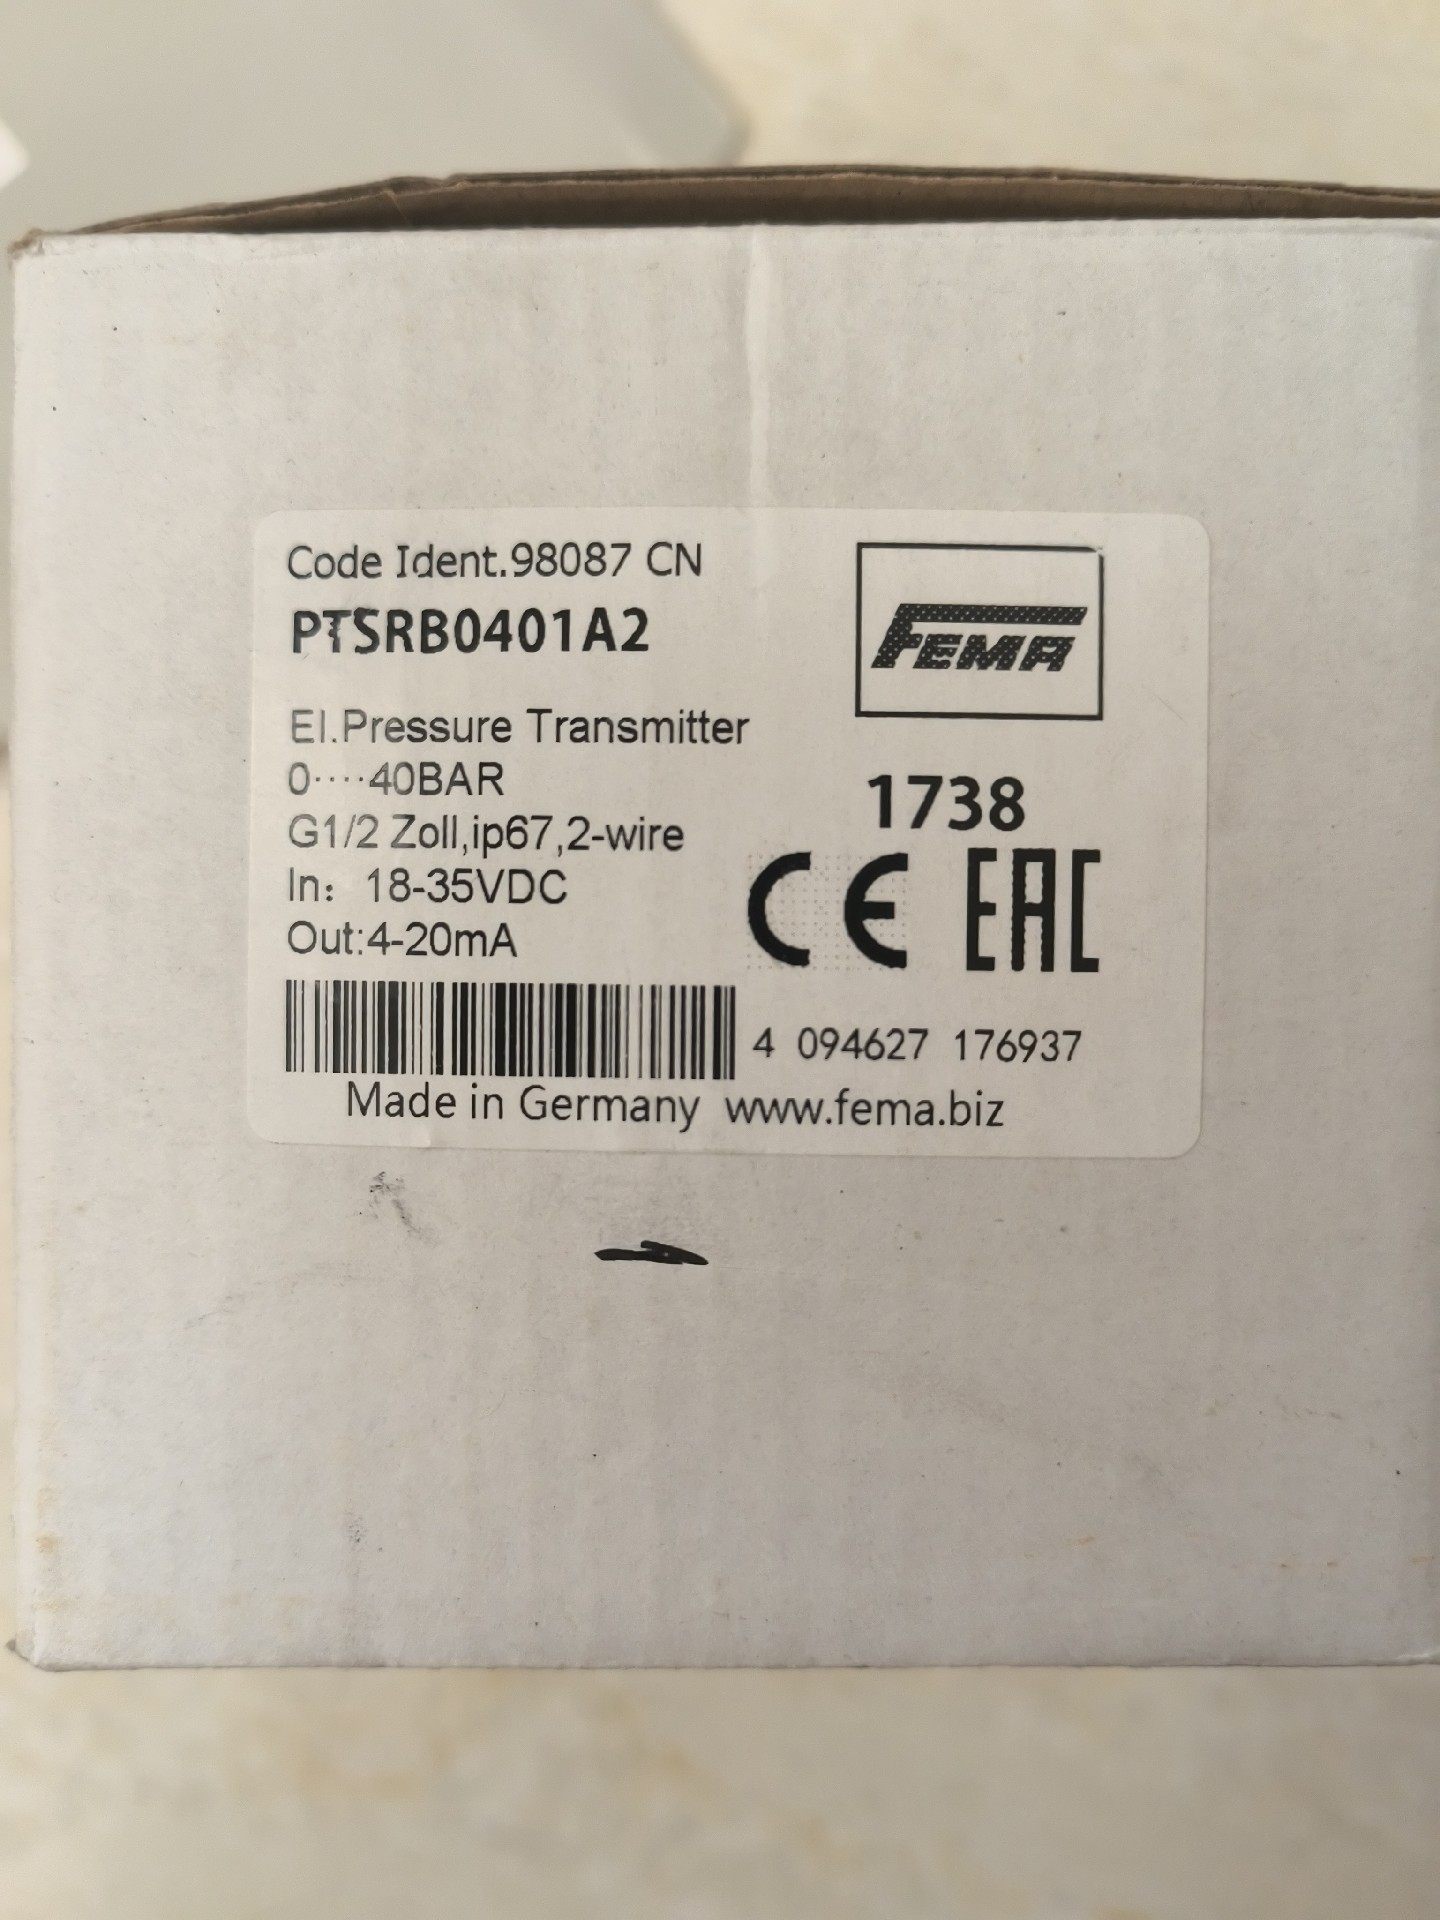 Code Ident.98087 CN
PTSRB0401A2
FEMA
El.Pressure Transmitter
0····40BAR
G1/2 Zoll,ip67,2-wire
In: 18-35VDC
Out:4-20mA
1738
CE EAC
4 094627 176937
Made in Germany www.fema.biz